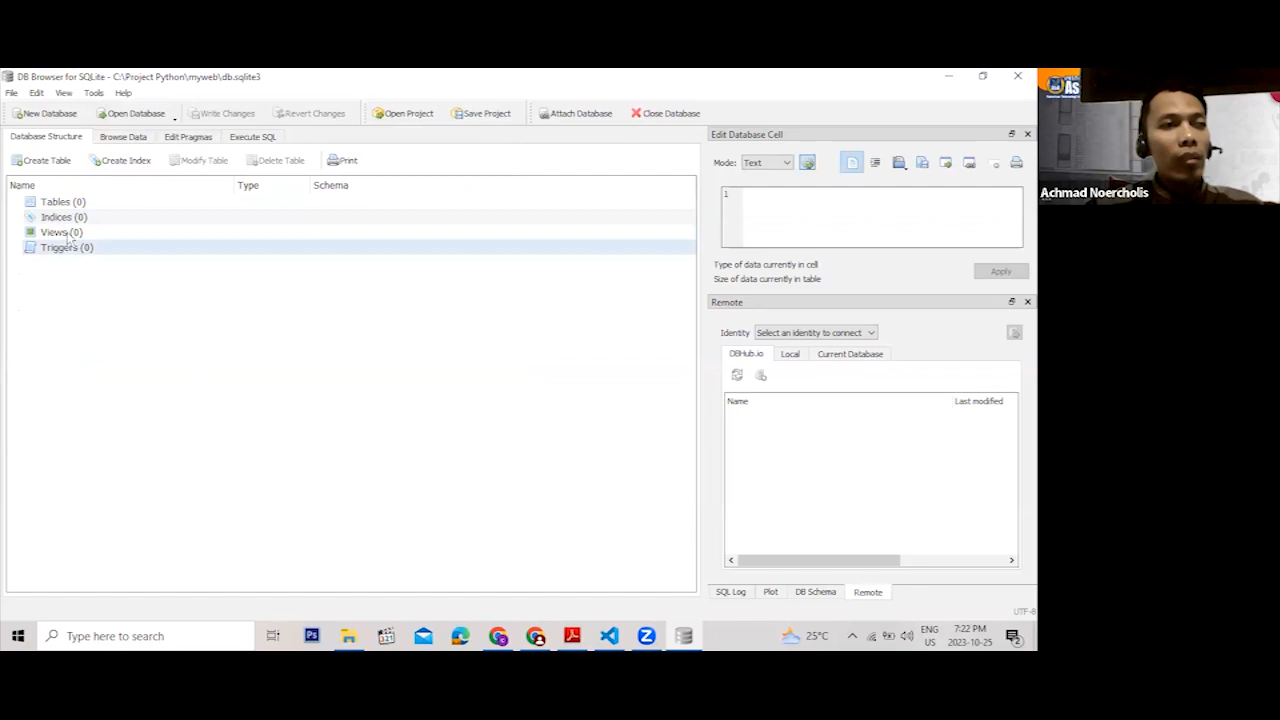 DB Browser for SQLite - C:\Project Python\myweb\db.sqlite3
File Edit View Tools Help
New Database Open Database Write Changes Revert Changes Open Project Save Project Attach Database Close Database
Database Structure Browse Data Edit Pragmas Execute SQL
Create Table Create Index Modify Table Delete Table Print
Name Type Schema
Tables (0)
Indices (0)
Views (0)
Triggers (0)
Edit Database Cell
Mode: Text
1
Type of data currently in cell
Size of data currently in table
Apply
Remote
Identity Select an identity to connect
DBHub.io Local Current Database
Name Last modified
SQL Log Plot DB Schema Remote
UTF-8
Type here to search
25°C
ENG
US
7:22 PM
2023-10-25
2
AS
Achmad Noercholis